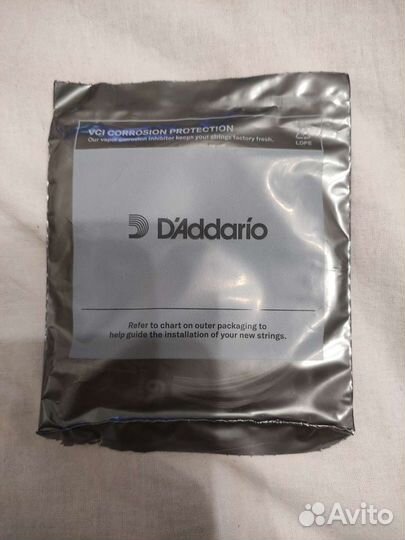 VCI CORROSION PROTECTION
Our vapor corrosion inhibitor keeps your strings factory fresh.
LDPE
D'Addario
Refer to chart on outer packaging to
help guide the installation of your new strings.
Avito